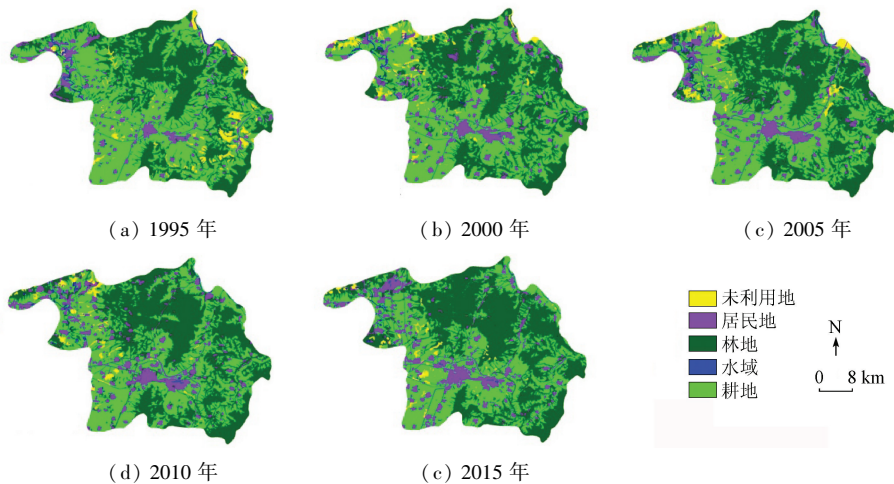 (a) 1995 年
(b) 2000 年
(c) 2005 年
(d) 2010 年
(c) 2015 年
未利用地
居民地
林地
水域
耕地
N
0 8 km